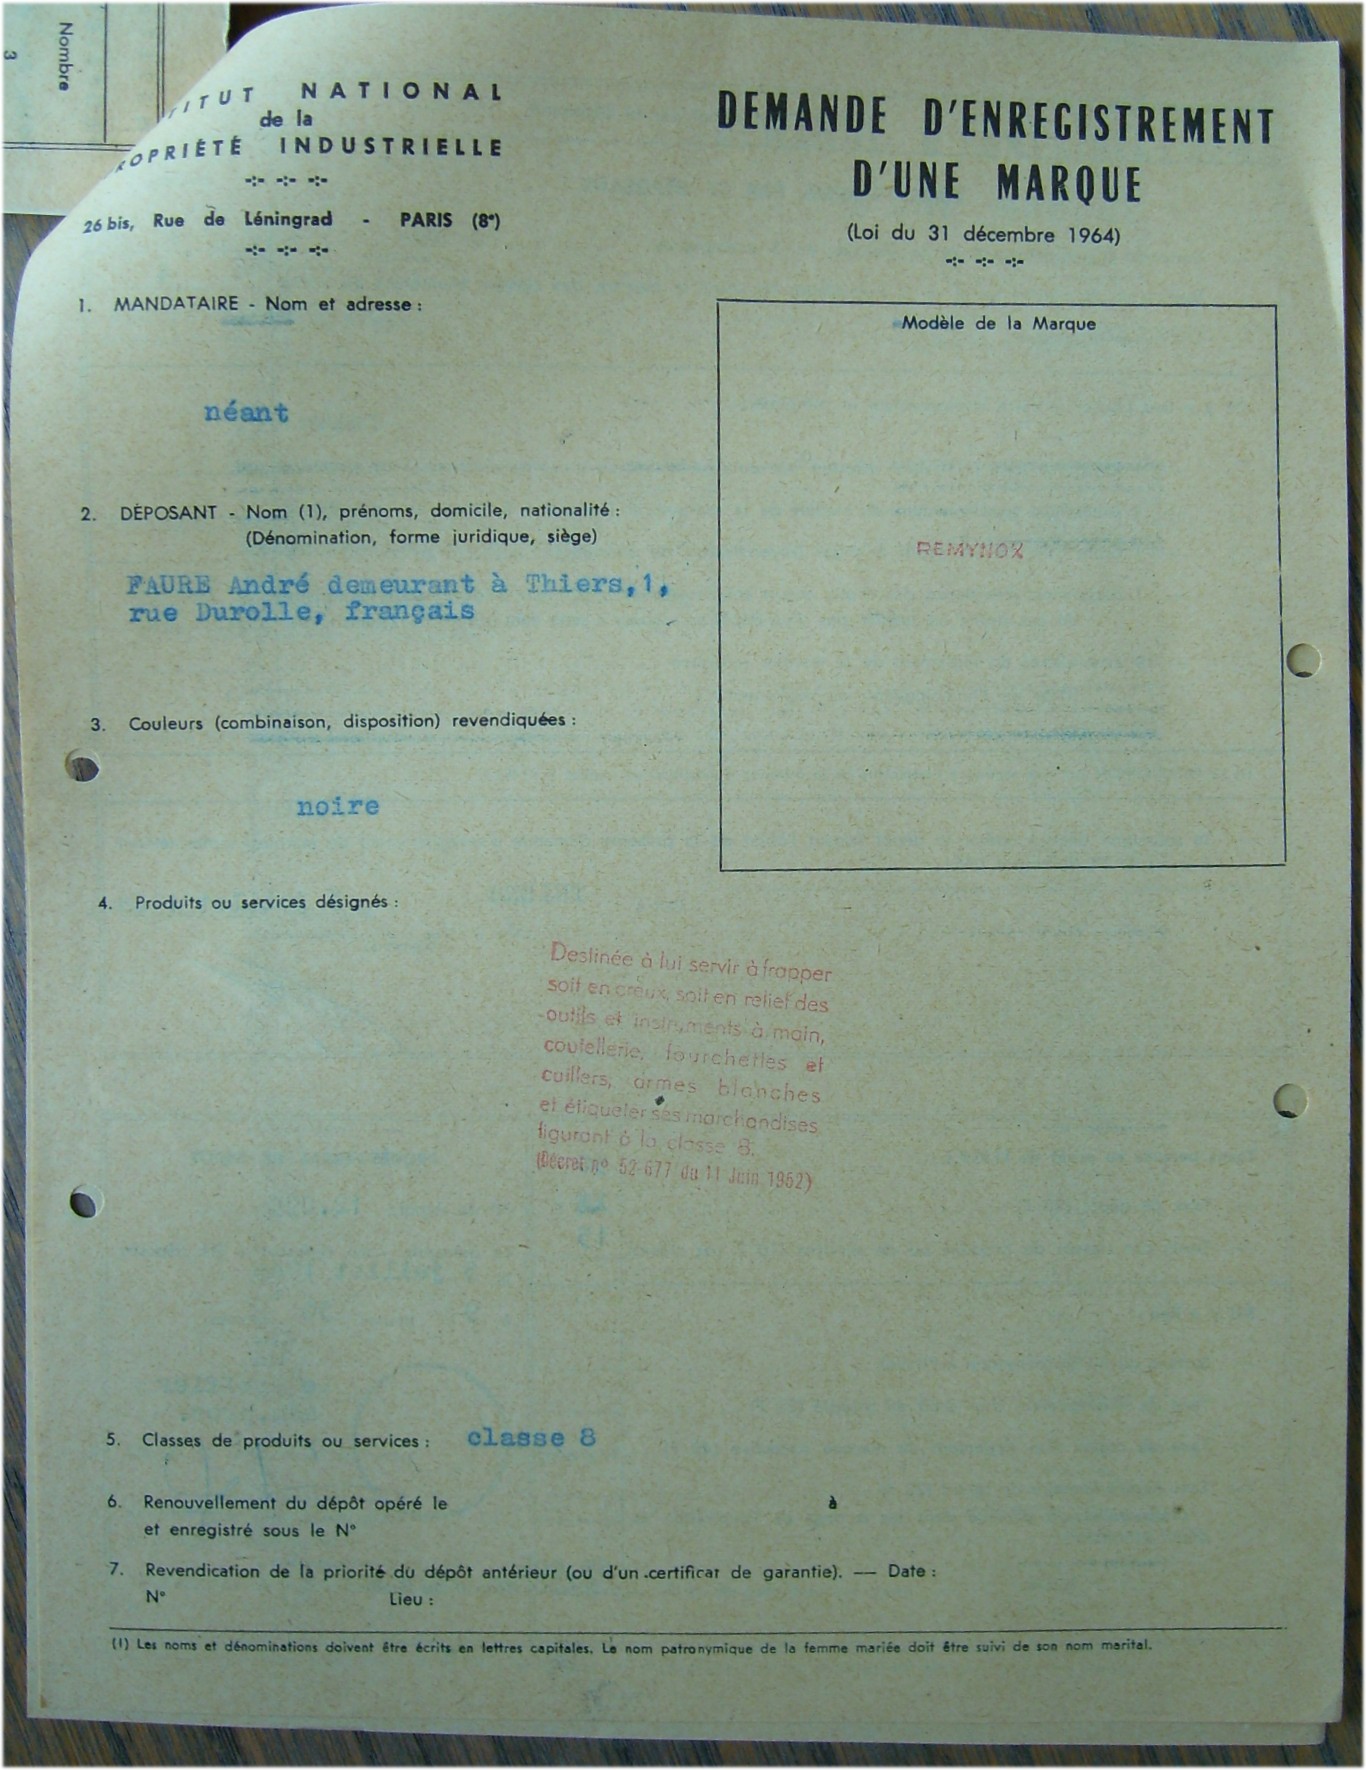 Nombre
3
TITUT NATIONAL
de la
ROPRIÉTÉ INDUSTRIELLE
26 bis, Rue de Léningrad - PARIS (8e)
DEMANDE D'ENREGISTREMENT
D'UNE MARQUE
(Loi du 31 décembre 1964)
1. MANDATAIRE - Nom et adresse :
néant
Modèle de la Marque
REMYNOX
2. DÉPOSANT - Nom (1), prénoms, domicile, nationalité :
(Dénomination, forme juridique, siège)
FAURE André demeurant à Thiers,1,
rue Durolle, français
3. Couleurs (combinaison, disposition) revendiquées :
noire
4. Produits ou services désignés :
Destinée à lui servir à frapper
soit en creux, soit en relief des
outils et instruments à main,
coutellerie, fourchettes et
cuillers, armes blanches
et étiqueter ses marchandises
figurant à la classe 8.
(Décret nº 52-677 du 11 Juin 1952)
5. Classes de produits ou services : classe 8
6. Renouvellement du dépôt opéré le à
et enregistré sous le N°
7. Revendication de la priorité du dépôt antérieur (ou d'un certificat de garantie). — Date :
N° Lieu :
(1) Les noms et dénominations doivent être écrits en lettres capitales. Le nom patronymique de la femme mariée doit être suivi de son nom marital.